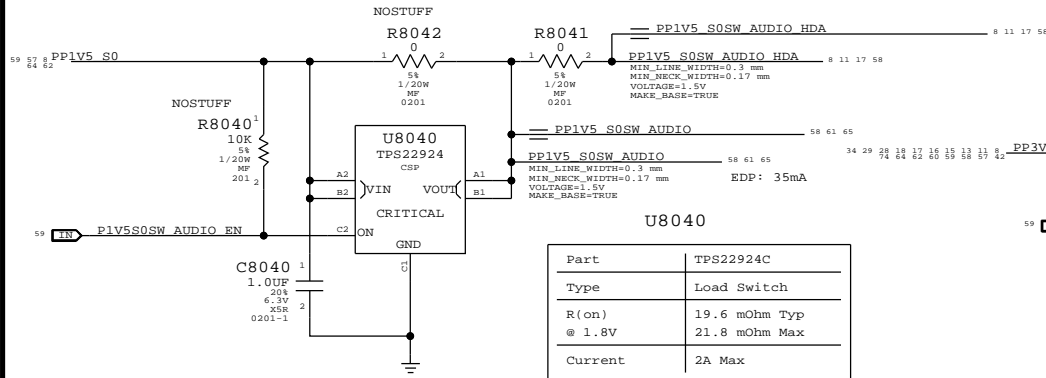 NOSTUFF
R8042
0
1 2
5%
1/20W
MF
0201
R8041
0
1 2
5%
1/20W
MF
0201
PP1V5_S0SW_AUDIO_HDA
8 11 17 58
59 57 8 PP1V5_S0
64 62
PP1V5_S0SW_AUDIO_HDA
8 11 17 58
MIN_LINE_WIDTH=0.3 mm
MIN_NECK_WIDTH=0.17 mm
VOLTAGE=1.5V
MAKE_BASE=TRUE
NOSTUFF
R8040
1
10K
5%
1/20W
MF
201
2
U8040
TPS22924
CSP
A2
B2
VIN
VOUT
A1
B1
CRITICAL
C2
ON
GND
C1
PP1V5_S0SW_AUDIO
58 61 65
PP1V5_S0SW_AUDIO
58 61 65
MIN_LINE_WIDTH=0.3 mm
MIN_NECK_WIDTH=0.17 mm
VOLTAGE=1.5V
MAKE_BASE=TRUE
EDP: 35mA
34 29 28 18 17 16 15 13 11 8 PP3V
74 64 62 60 59 58 57 42
59 IN P1V5S0SW_AUDIO_EN
59
C8040
1
1.0UF
20%
6.3V
X5R
0201-1
2
U8040
Part TPS22924C
Type Load Switch
R(on) 19.6 mOhm Typ
@ 1.8V 21.8 mOhm Max
Current 2A Max